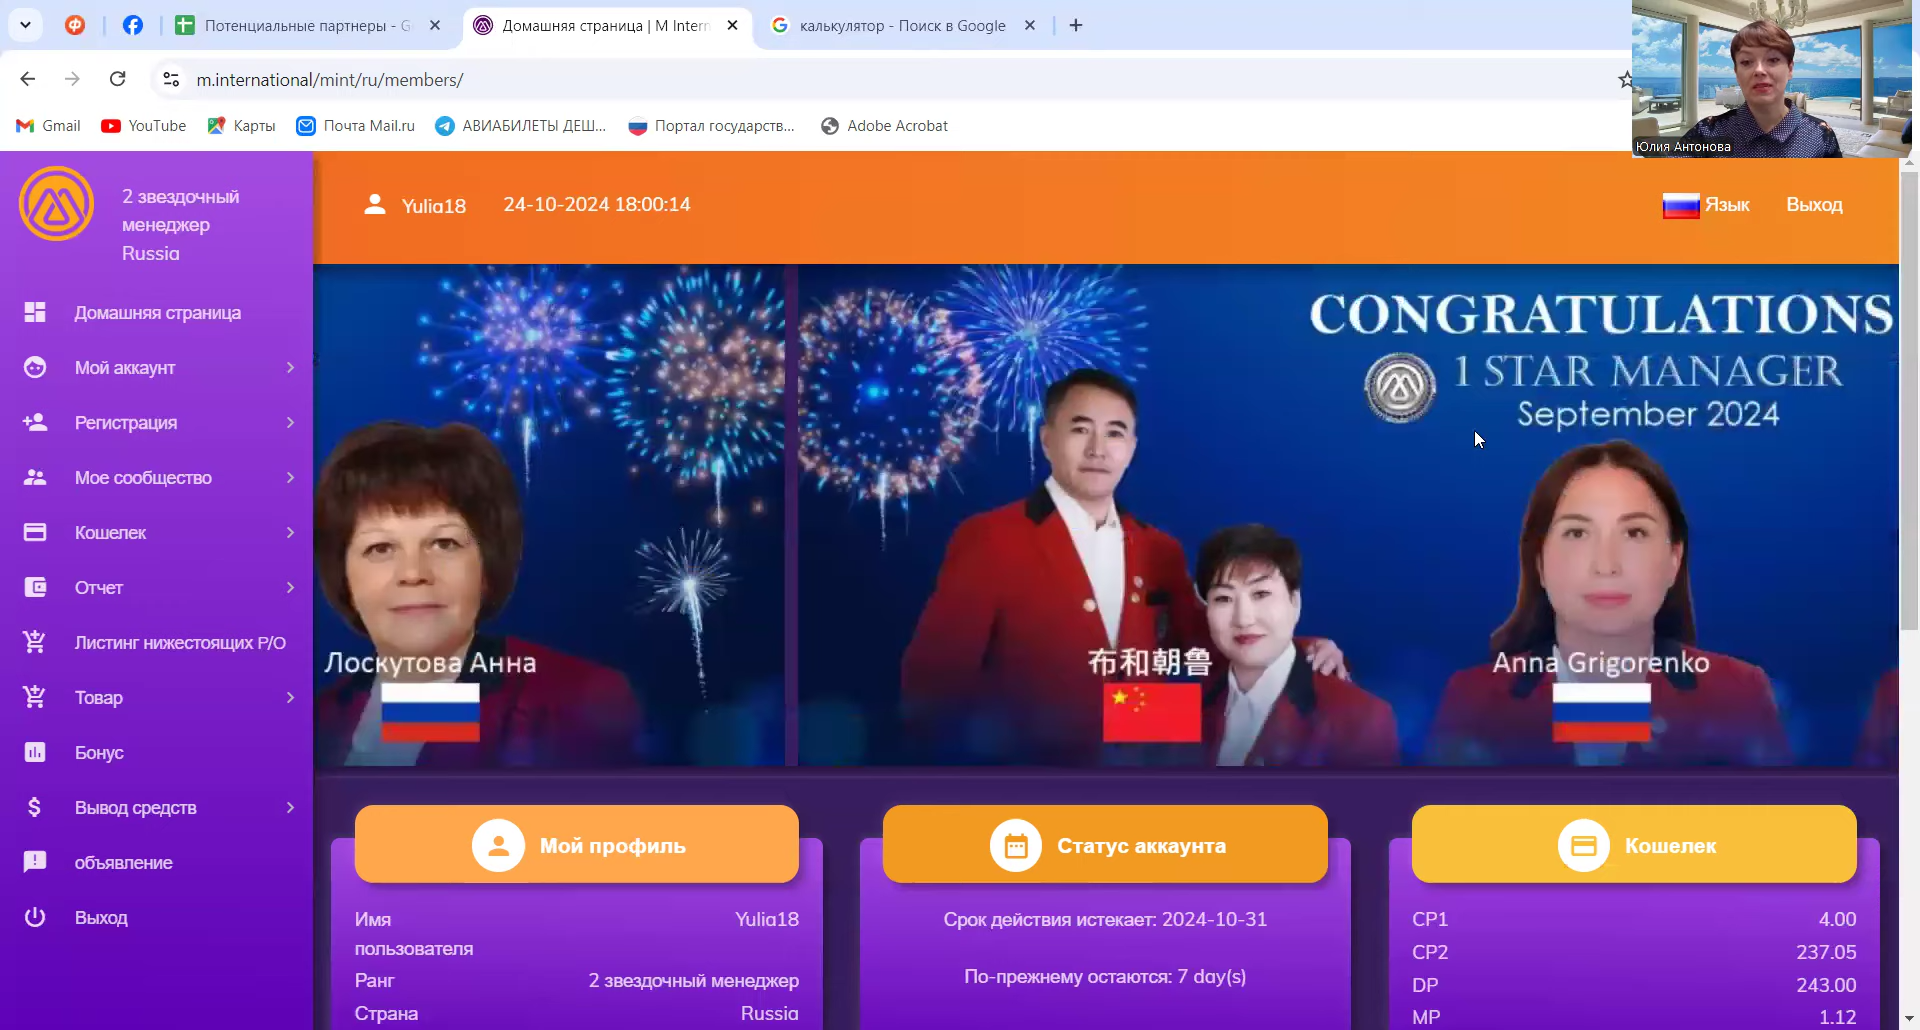 Потенциальные партнеры - G
Домашняя страница | M Intern
калькулятор - Поиск в Google
m.international/mint/ru/members/
Gmail
YouTube
Карты
Почта Mail.ru
АВИАБИЛЕТЫ ДЕШ...
Портал государств...
Adobe Acrobat
Юлия Антонова
2 звездочный
менеджер
Russia
Yulia18
24-10-2024 18:00:14
Язык
Выход
Домашняя страница
Мой аккаунт
Регистрация
Мое сообщество
Кошелек
Отчет
Листинг нижестоящих P/O
Товар
Бонус
Вывод средств
объявление
Выход
CONGRATULATIONS
1 STAR MANAGER
September 2024
Лоскутова Анна
布和朝鲁
Anna Grigorenko
Мой профиль
Имя
пользователя
Yulia18
Ранг
2 звездочный менеджер
Страна
Russia
Статус аккаунта
Срок действия истекает: 2024-10-31
По-прежнему остаются: 7 day(s)
Кошелек
CP1 4.00
CP2 237.05
DP 243.00
MP 1.12